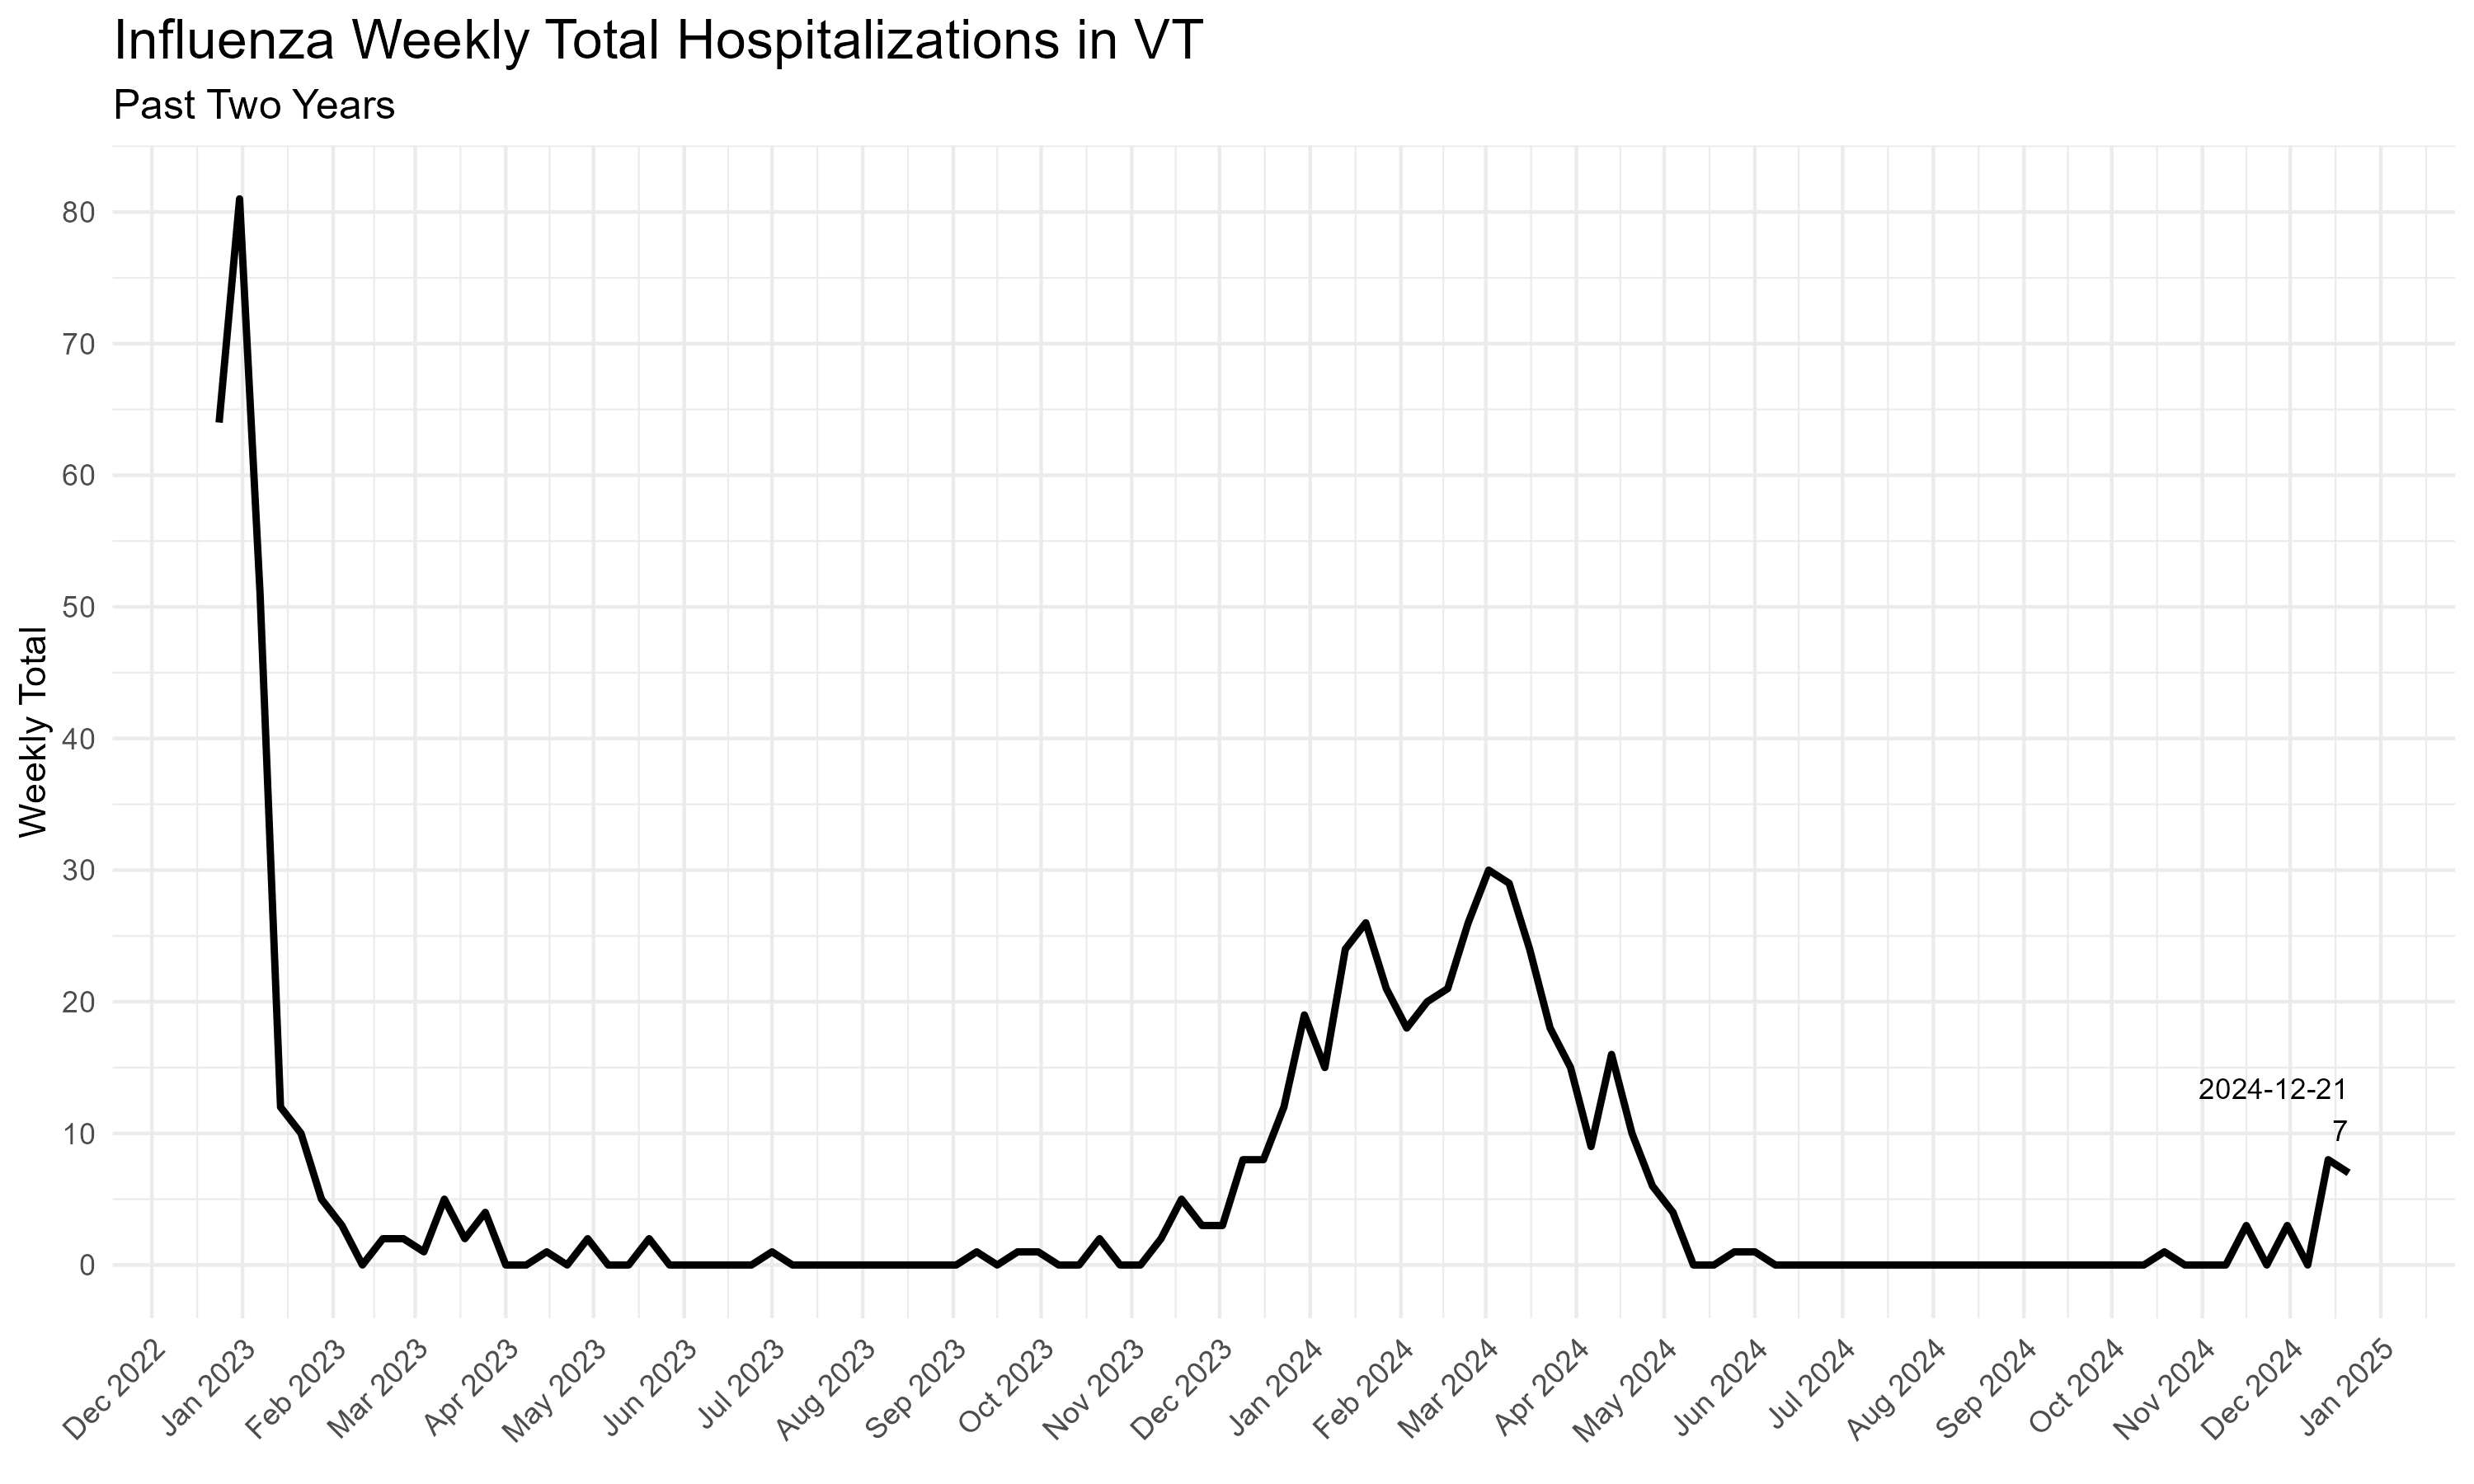 Influenza Weekly Total Hospitalizations in VT
Past Two Years
Weekly Total
80
70
60
50
40
30
20
10
0
2024-12-21
7
Dec 2022
Jan 2023
Feb 2023
Mar 2023
Apr 2023
May 2023
Jun 2023
Jul 2023
Aug 2023
Sep 2023
Oct 2023
Nov 2023
Dec 2023
Jan 2024
Feb 2024
Mar 2024
Apr 2024
May 2024
Jun 2024
Jul 2024
Aug 2024
Sep 2024
Oct 2024
Nov 2024
Dec 2024
Jan 2025